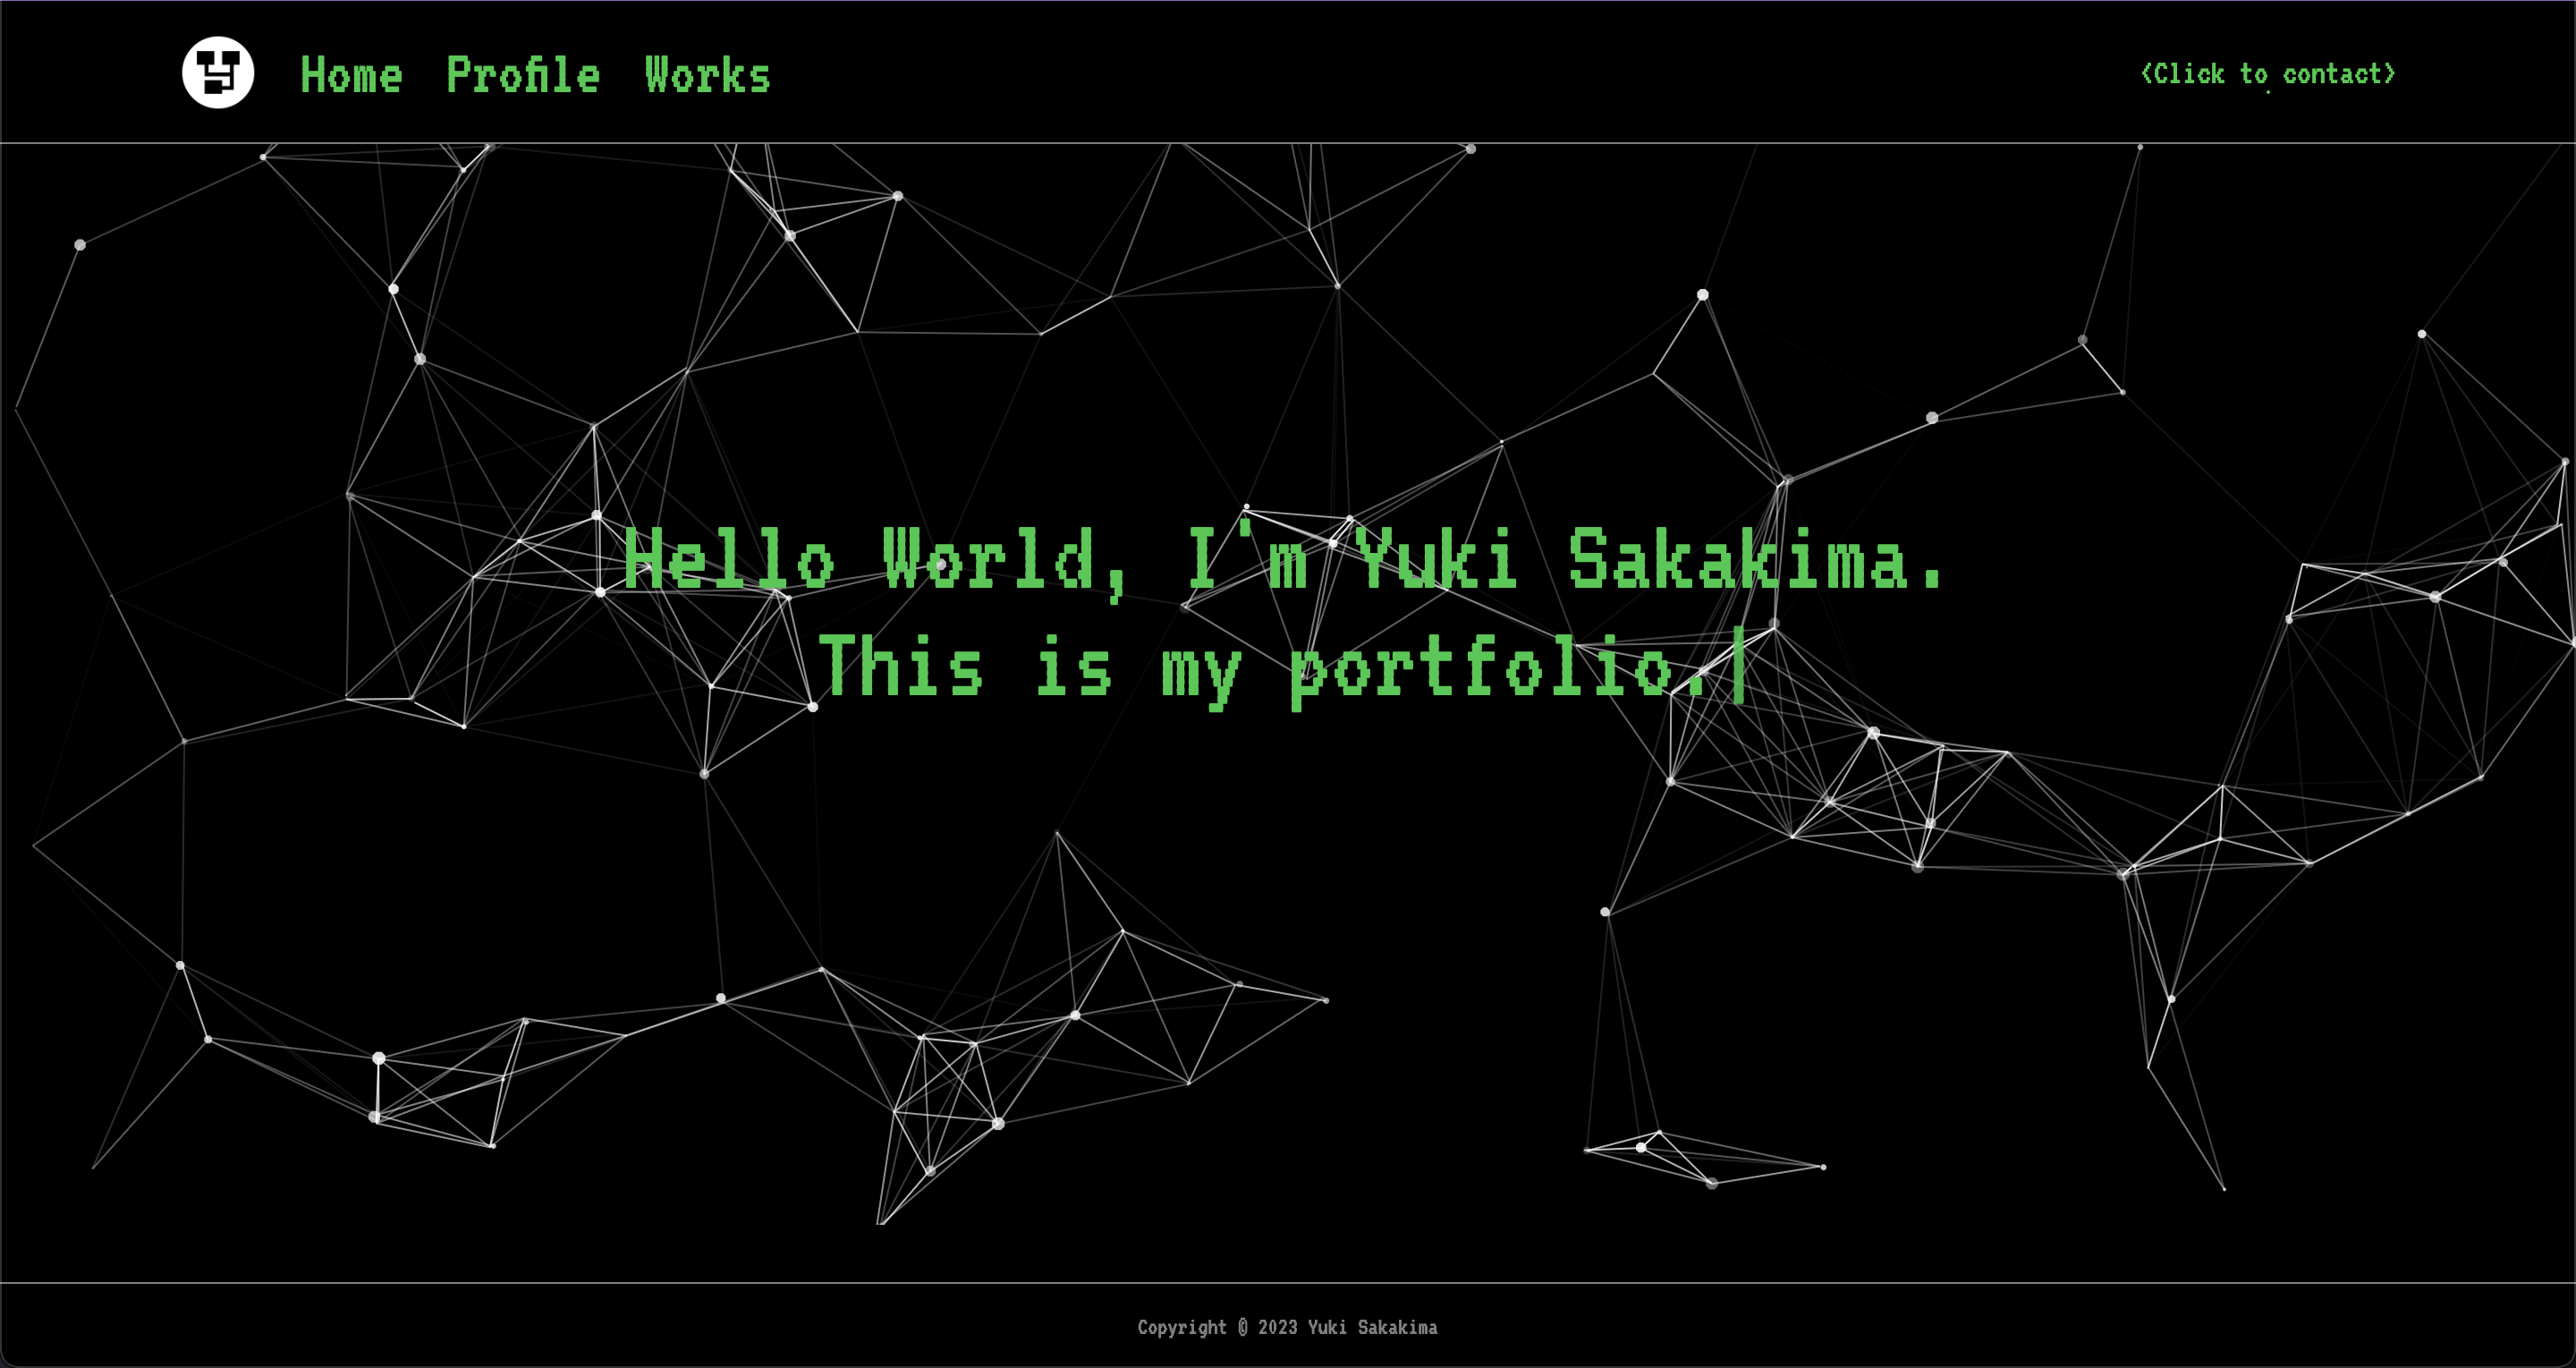 Home Profile Works
<Click to contact>
Hello World, I'm Yuki Sakakima.
This is my portfolio.|
Copyright © 2023 Yuki Sakakima